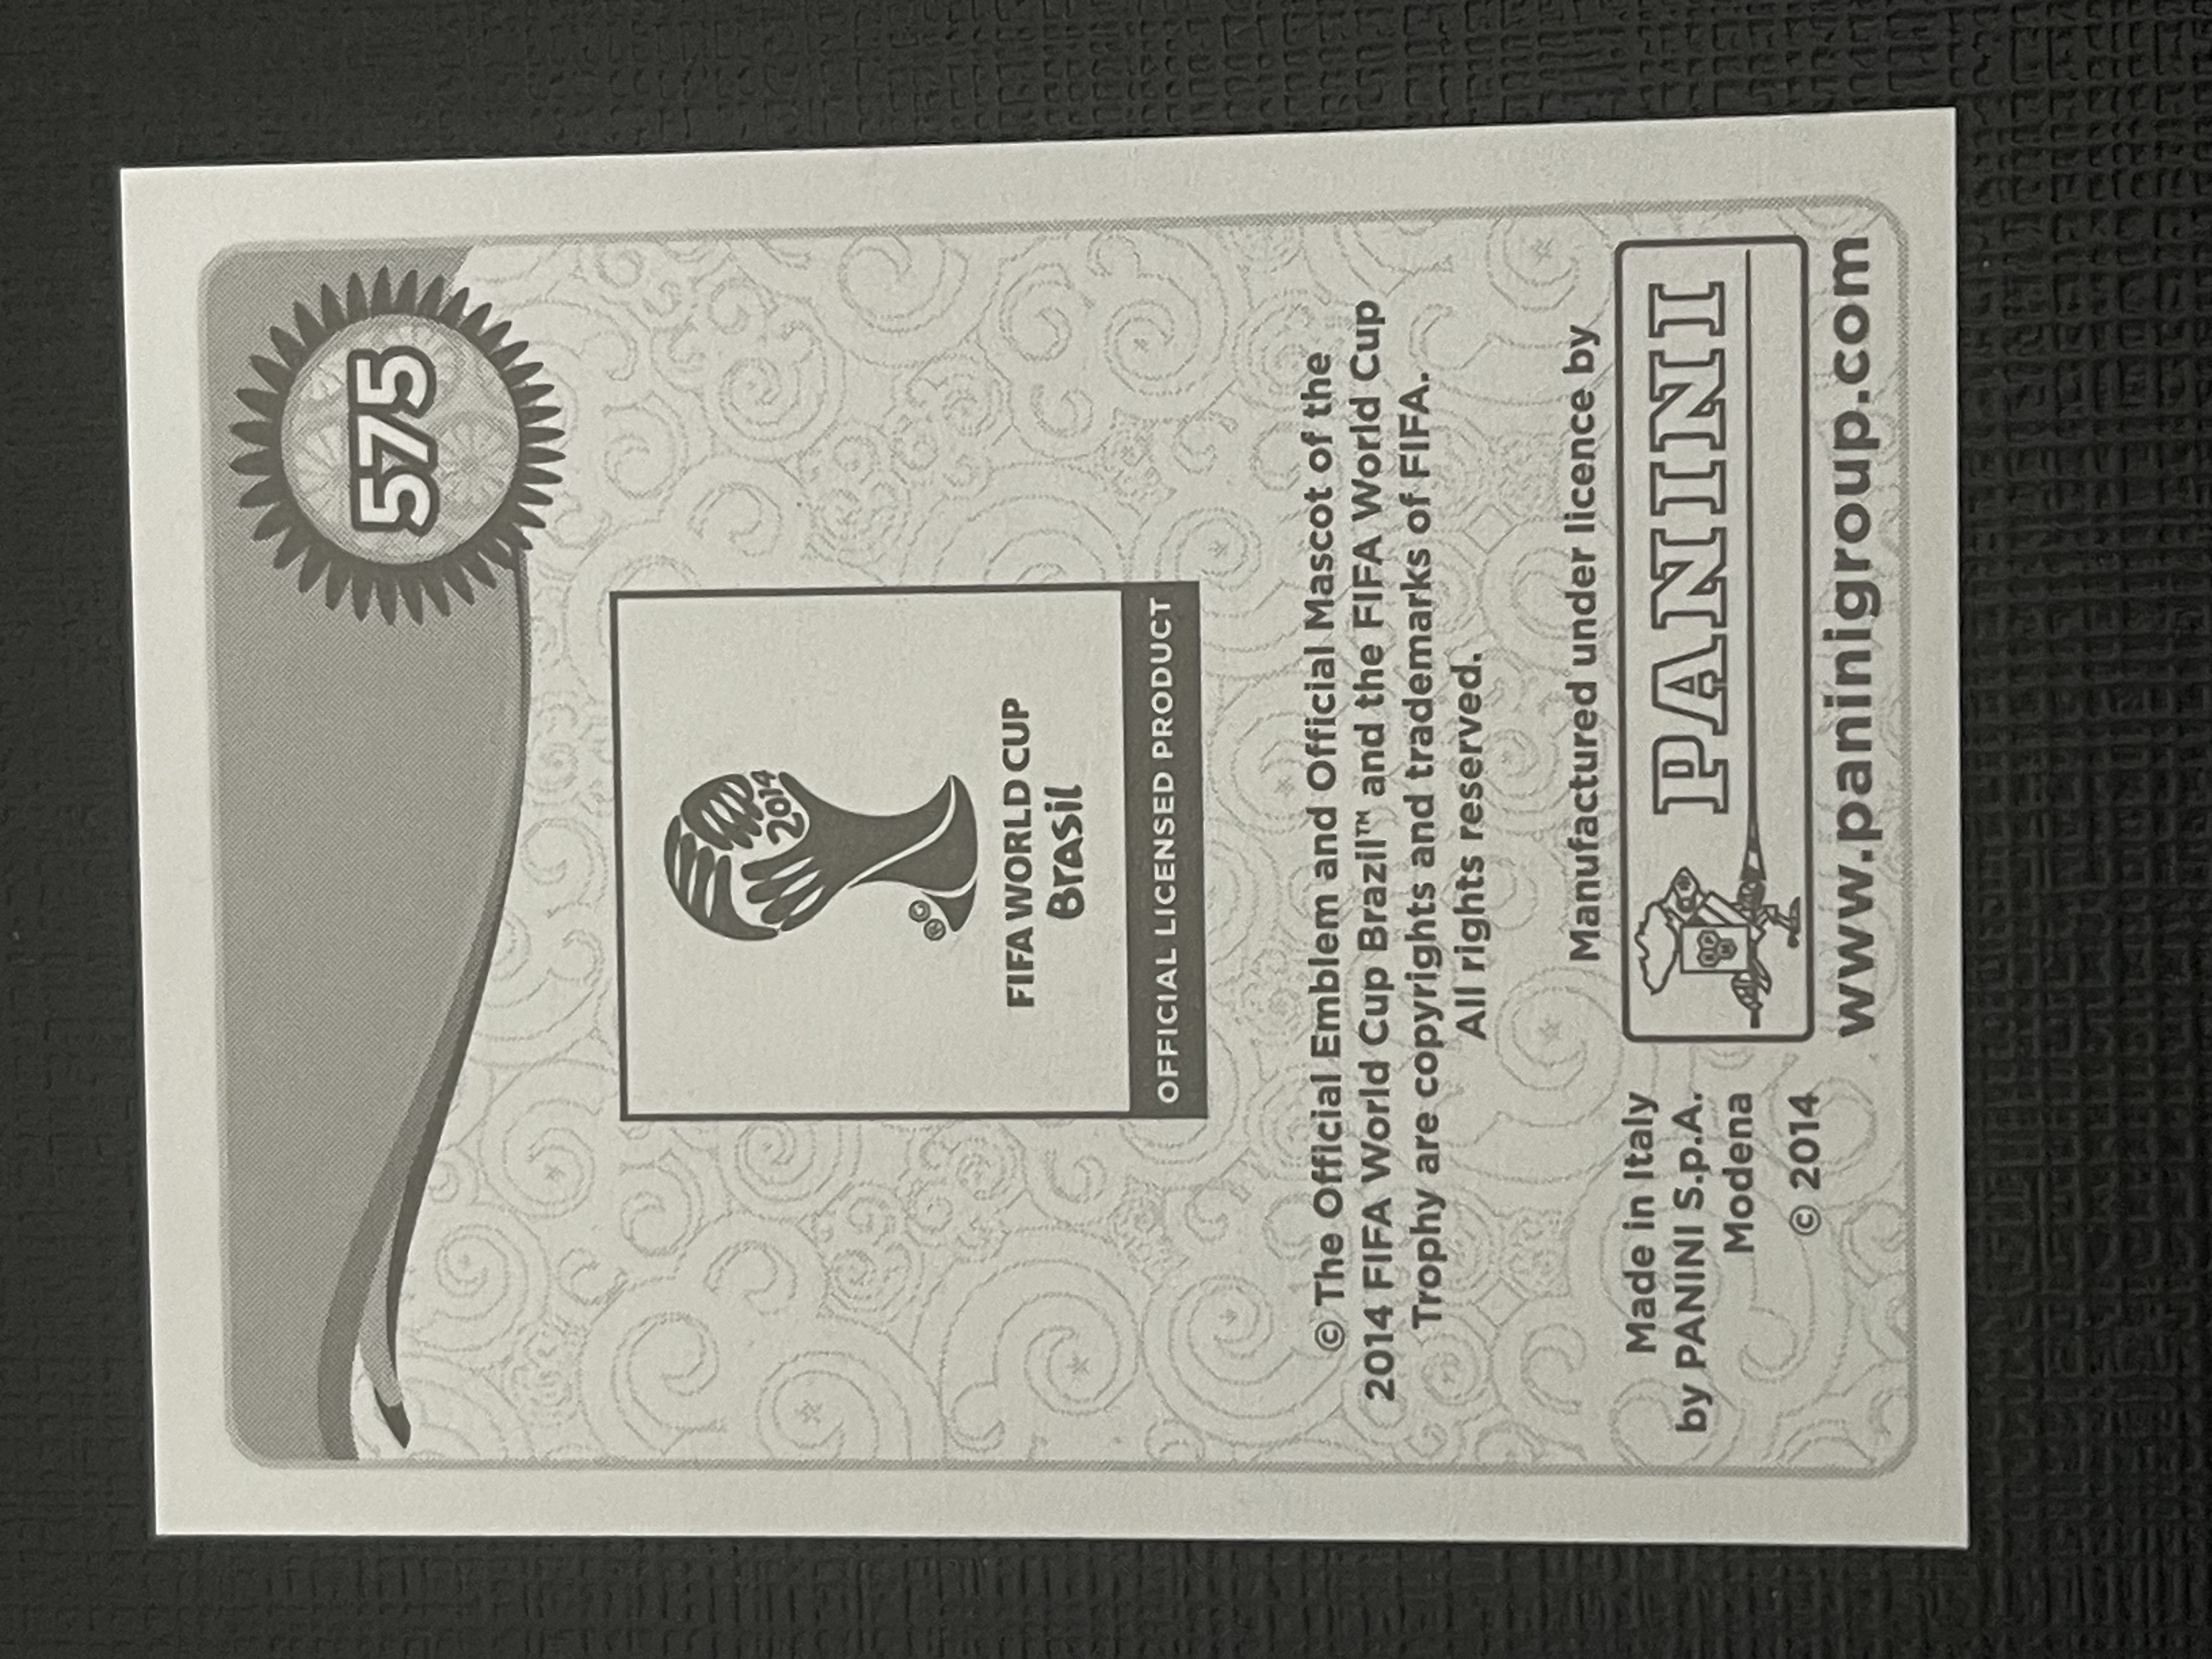 575
2014
® ©
FIFA WORLD CUP
Brasil
OFFICIAL LICENSED PRODUCT
© The Official Emblem and Official Mascot of the
2014 FIFA World Cup Brazil™ and the FIFA World Cup
Trophy are copyrights and trademarks of FIFA.
All rights reserved.
Manufactured under licence by
Made in Italy
by PANINI S.p.A.
Modena
© 2014
PANINI
www.paninigroup.com